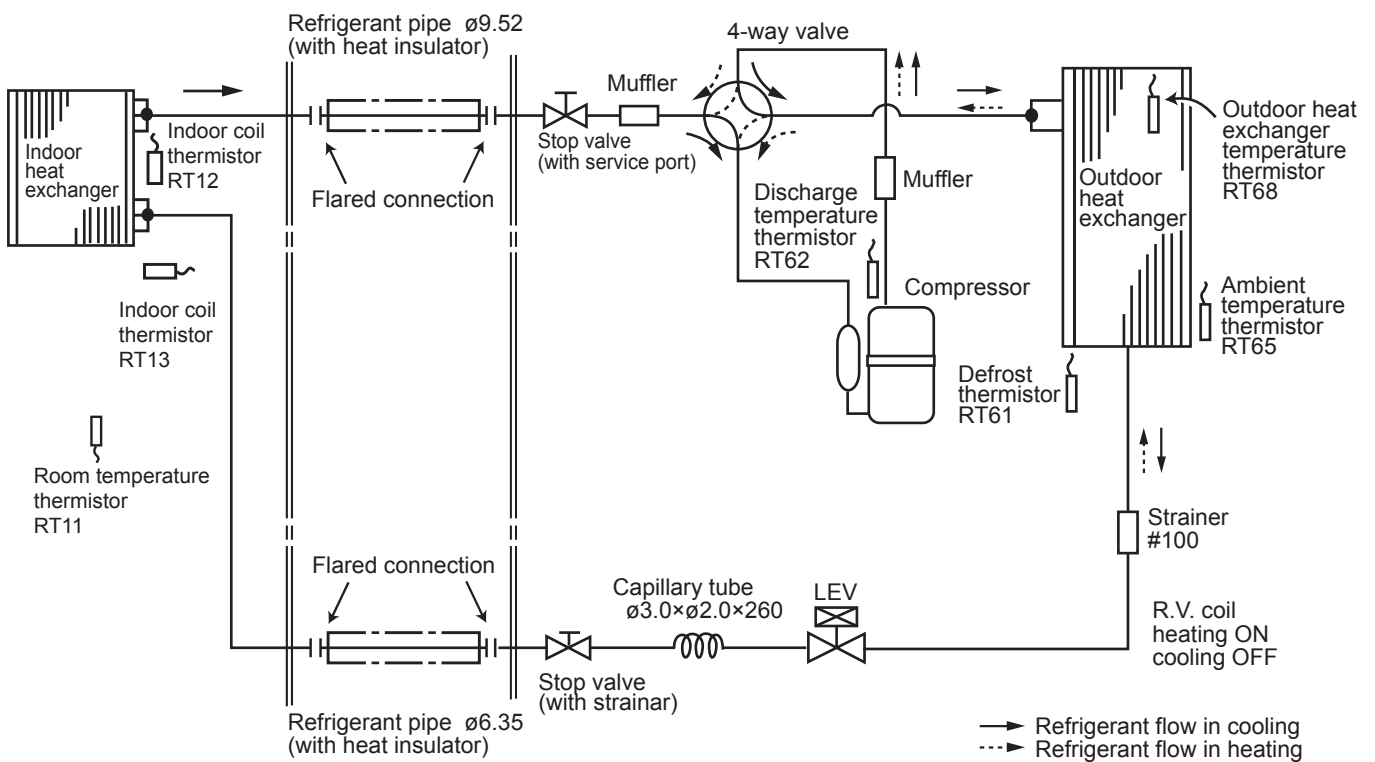 Refrigerant pipe ø9.52
(with heat insulator)
4-way valve
Muffler
Stop valve
(with service port)
Indoor
heat
exchanger
Indoor coil
thermistor
RT12
Flared connection
Discharge
temperature
thermistor
RT62
Muffler
Compressor
Outdoor
heat
exchanger
Outdoor heat
exchanger
temperature
thermistor
RT68
Indoor coil
thermistor
RT13
Ambient
temperature
thermistor
RT65
Defrost
thermistor
RT61
Room temperature
thermistor
RT11
Strainer
#100
Flared connection
Capillary tube
ø3.0×ø2.0×260
LEV
R.V. coil
heating ON
cooling OFF
Stop valve
(with strainar)
Refrigerant pipe ø6.35
(with heat insulator)
Refrigerant flow in cooling
Refrigerant flow in heating